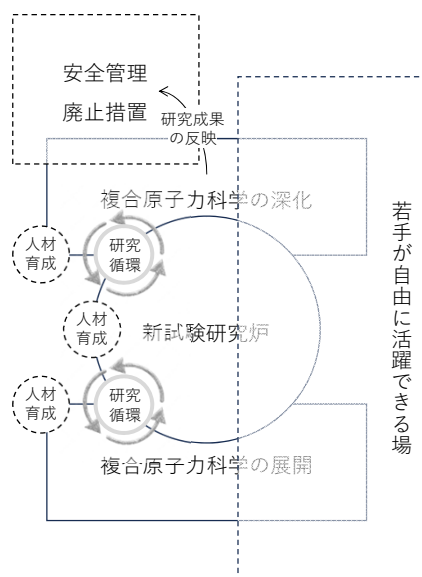 安全管理
廃止措置
研究成果
の反映
複合原子力科学の深化
人材
育成
研究
循環
人材
育成
新試験研究炉
人材
育成
研究
循環
複合原子力科学の展開
若手が自由に活躍できる場